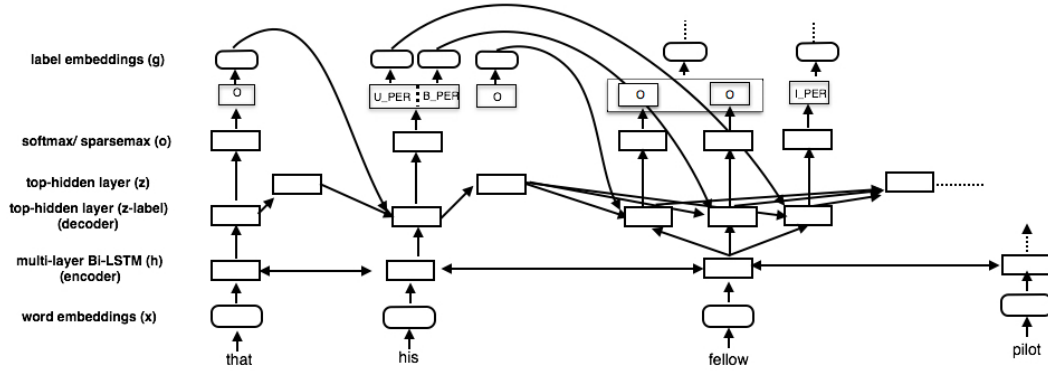 label embeddings (g)
O
U_PER
B_PER
O
O
O
I_PER
softmax/ sparsemax (o)
top-hidden layer (z)
top-hidden layer (z-label)
(decoder)
multi-layer Bi-LSTM (h)
(encoder)
word embeddings (x)
that
his
fellow
pilot